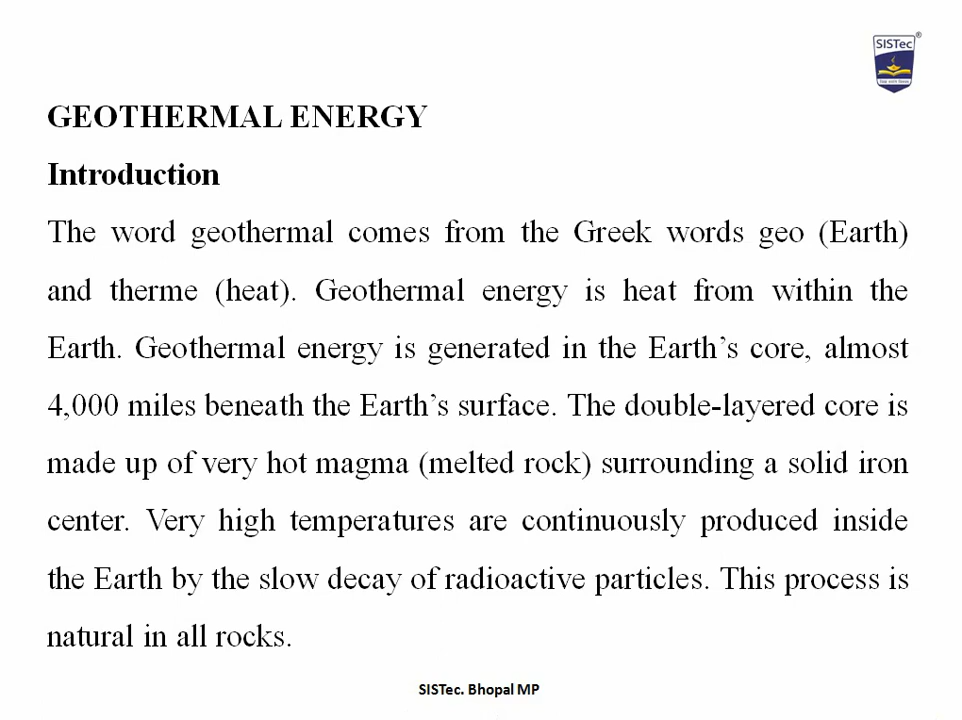 SISTec®
GEOTHERMAL ENERGY
Introduction
The word geothermal comes from the Greek words geo (Earth)
and therme (heat). Geothermal energy is heat from within the
Earth. Geothermal energy is generated in the Earth’s core, almost
4,000 miles beneath the Earth’s surface. The double-layered core is
made up of very hot magma (melted rock) surrounding a solid iron
center. Very high temperatures are continuously produced inside
the Earth by the slow decay of radioactive particles. This process is
natural in all rocks.
SISTec. Bhopal MP